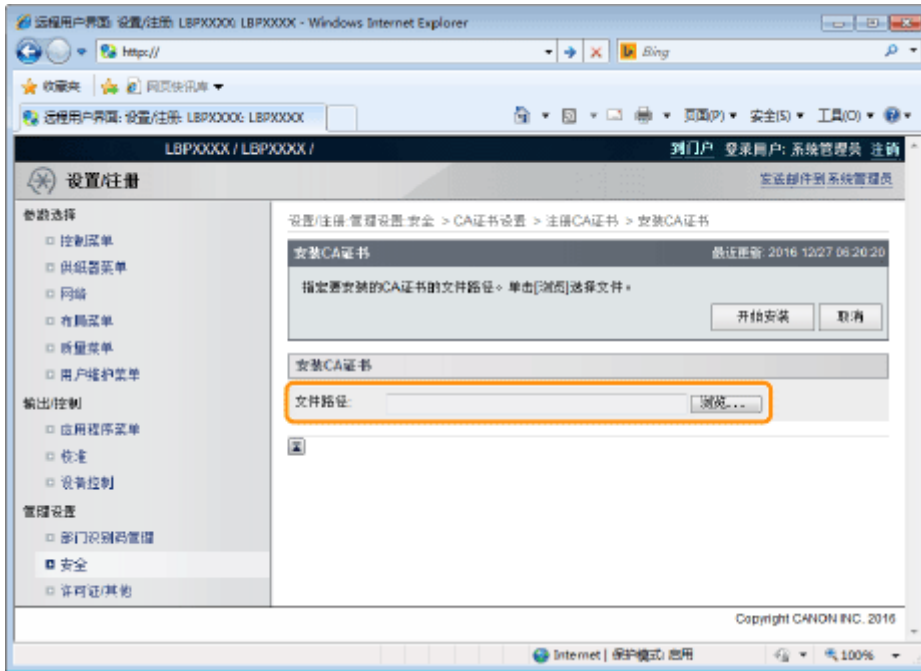 远程用户界面: 设置/注册: LBPXXXX: LBPXXXX - Windows Internet Explorer
http://
Bing
收藏夹
网页快讯库
远程用户界面: 设置/注册: LBPXXXX: LBPXXXX
页面(P) 安全(S) 工具(O)
LBPXXXX / LBPXXXX /
到门户 登录用户: 系统管理员 注销
设置/注册
发送邮件到系统管理员
参数选择
控制菜单
供纸器菜单
网络
布局菜单
质量菜单
用户维护菜单
输出/控制
应用程序菜单
校准
设备控制
管理设置
部门识别码管理
安全
许可证/其他
设置/注册:管理设置:安全 > CA证书设置 > 注册CA证书 > 安装CA证书
安装CA证书
最近更新: 2016 12/27 06:20:20
指定要安装的CA证书的文件路径。单击[浏览]选择文件。
开始安装 取消
安装CA证书
文件路径:
浏览...
Copyright CANON INC. 2016
Internet | 保护模式: 启用
100%